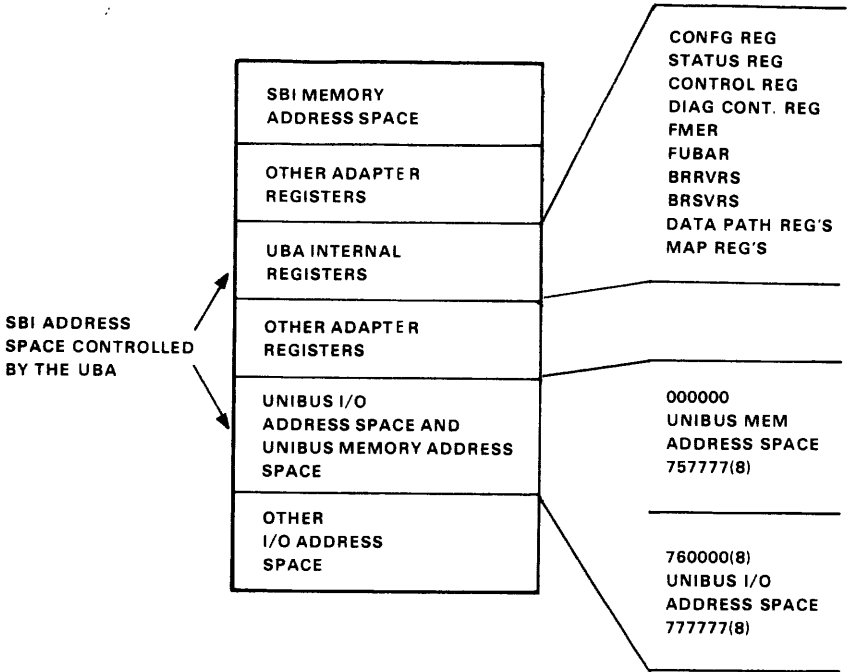 SBI MEMORY
ADDRESS SPACE
OTHER ADAPTER
REGISTERS
UBA INTERNAL
REGISTERS
OTHER ADAPTER
REGISTERS
UNIBUS I/O
ADDRESS SPACE AND
UNIBUS MEMORY ADDRESS
SPACE
OTHER
I/O ADDRESS
SPACE
SBI ADDRESS
SPACE CONTROLLED
BY THE UBA
CONFG REG
STATUS REG
CONTROL REG
DIAG CONT. REG
FMER
FUBAR
BRRVRS
BRSVRS
DATA PATH REG'S
MAP REG'S
000000
UNIBUS MEM
ADDRESS SPACE
757777(8)
760000(8)
UNIBUS I/O
ADDRESS SPACE
777777(8)